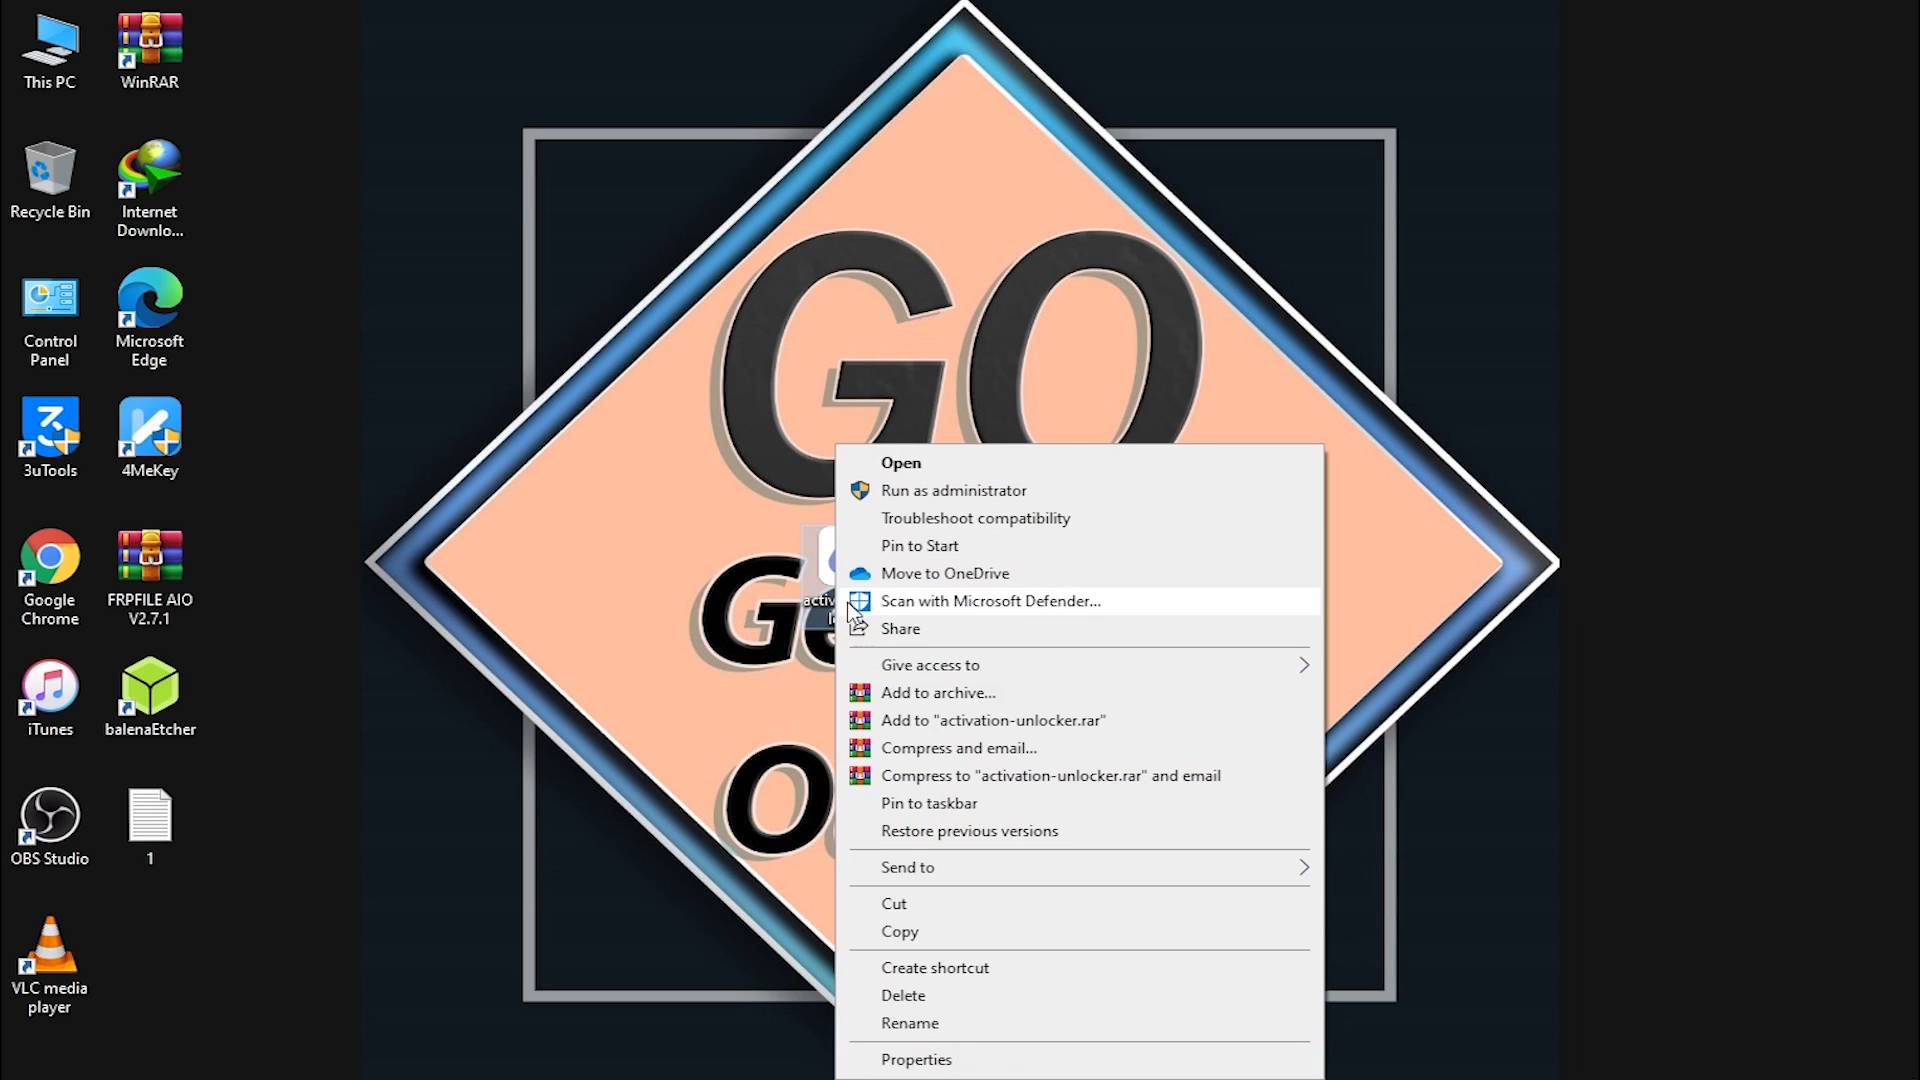 This PC
WinRAR
Recycle Bin
Internet
Downlo...
Control
Panel
Microsoft
Edge
3uTools
4MeKey
Google
Chrome
FRPFILE AIO
V2.7.1
iTunes
balenaEtcher
OBS Studio
1
VLC media
player
GO
Open
Run as administrator
Troubleshoot compatibility
Pin to Start
Move to OneDrive
Scan with Microsoft Defender...
Share
Give access to
Add to archive...
Add to "activation-unlocker.rar"
Compress and email...
Compress to "activation-unlocker.rar" and email
Pin to taskbar
Restore previous versions
Send to
Cut
Copy
Create shortcut
Delete
Rename
Properties